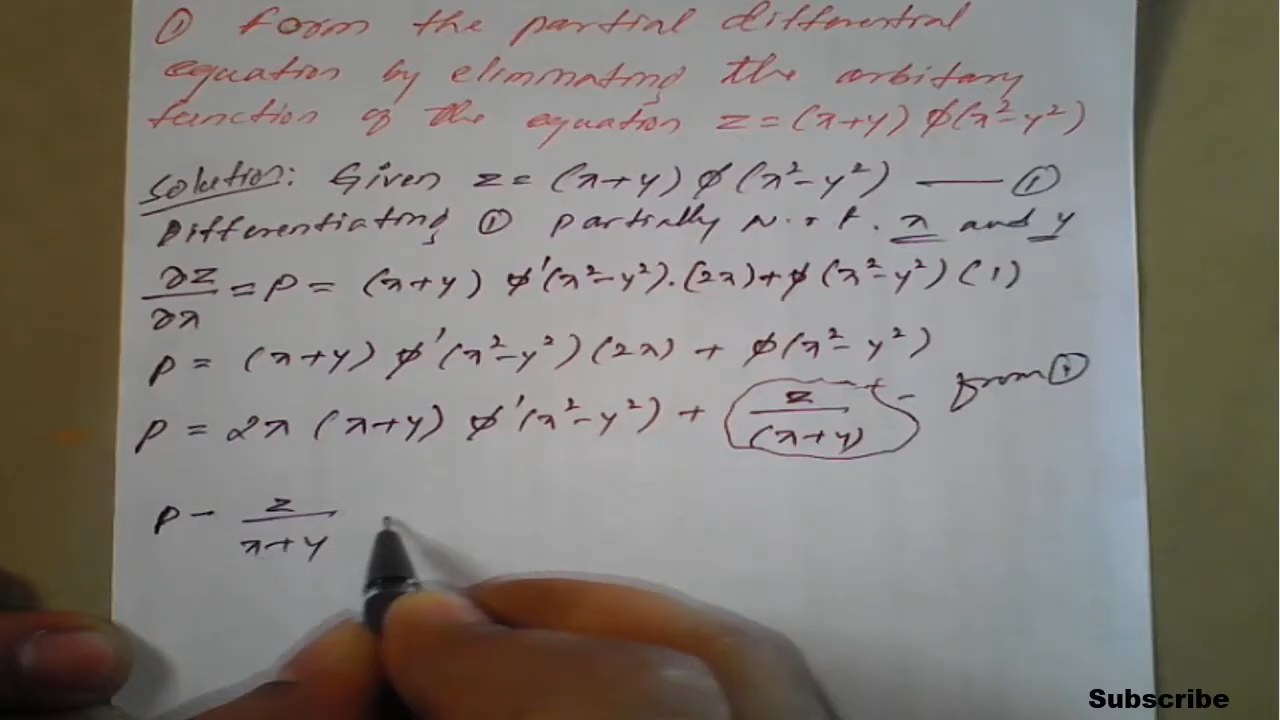 ① Form the partial differential
equation by eliminating the arbitary
function of the equation z = (x+y) ϕ(x²-y²)
Solution: Given z = (x+y) ϕ (x²-y²) — ①
Differentiating ① partially w.r.t. x and y
∂z/∂x = p = (x+y) ϕ'(x²-y²).(2x)+ϕ(x²-y²)(1)
p = (x+y) ϕ'(x²-y²)(2x) + ϕ(x²-y²)
p = 2x (x+y) ϕ'(x²-y²) + z/(x+y) from ①
p - z/x+y
Subscribe